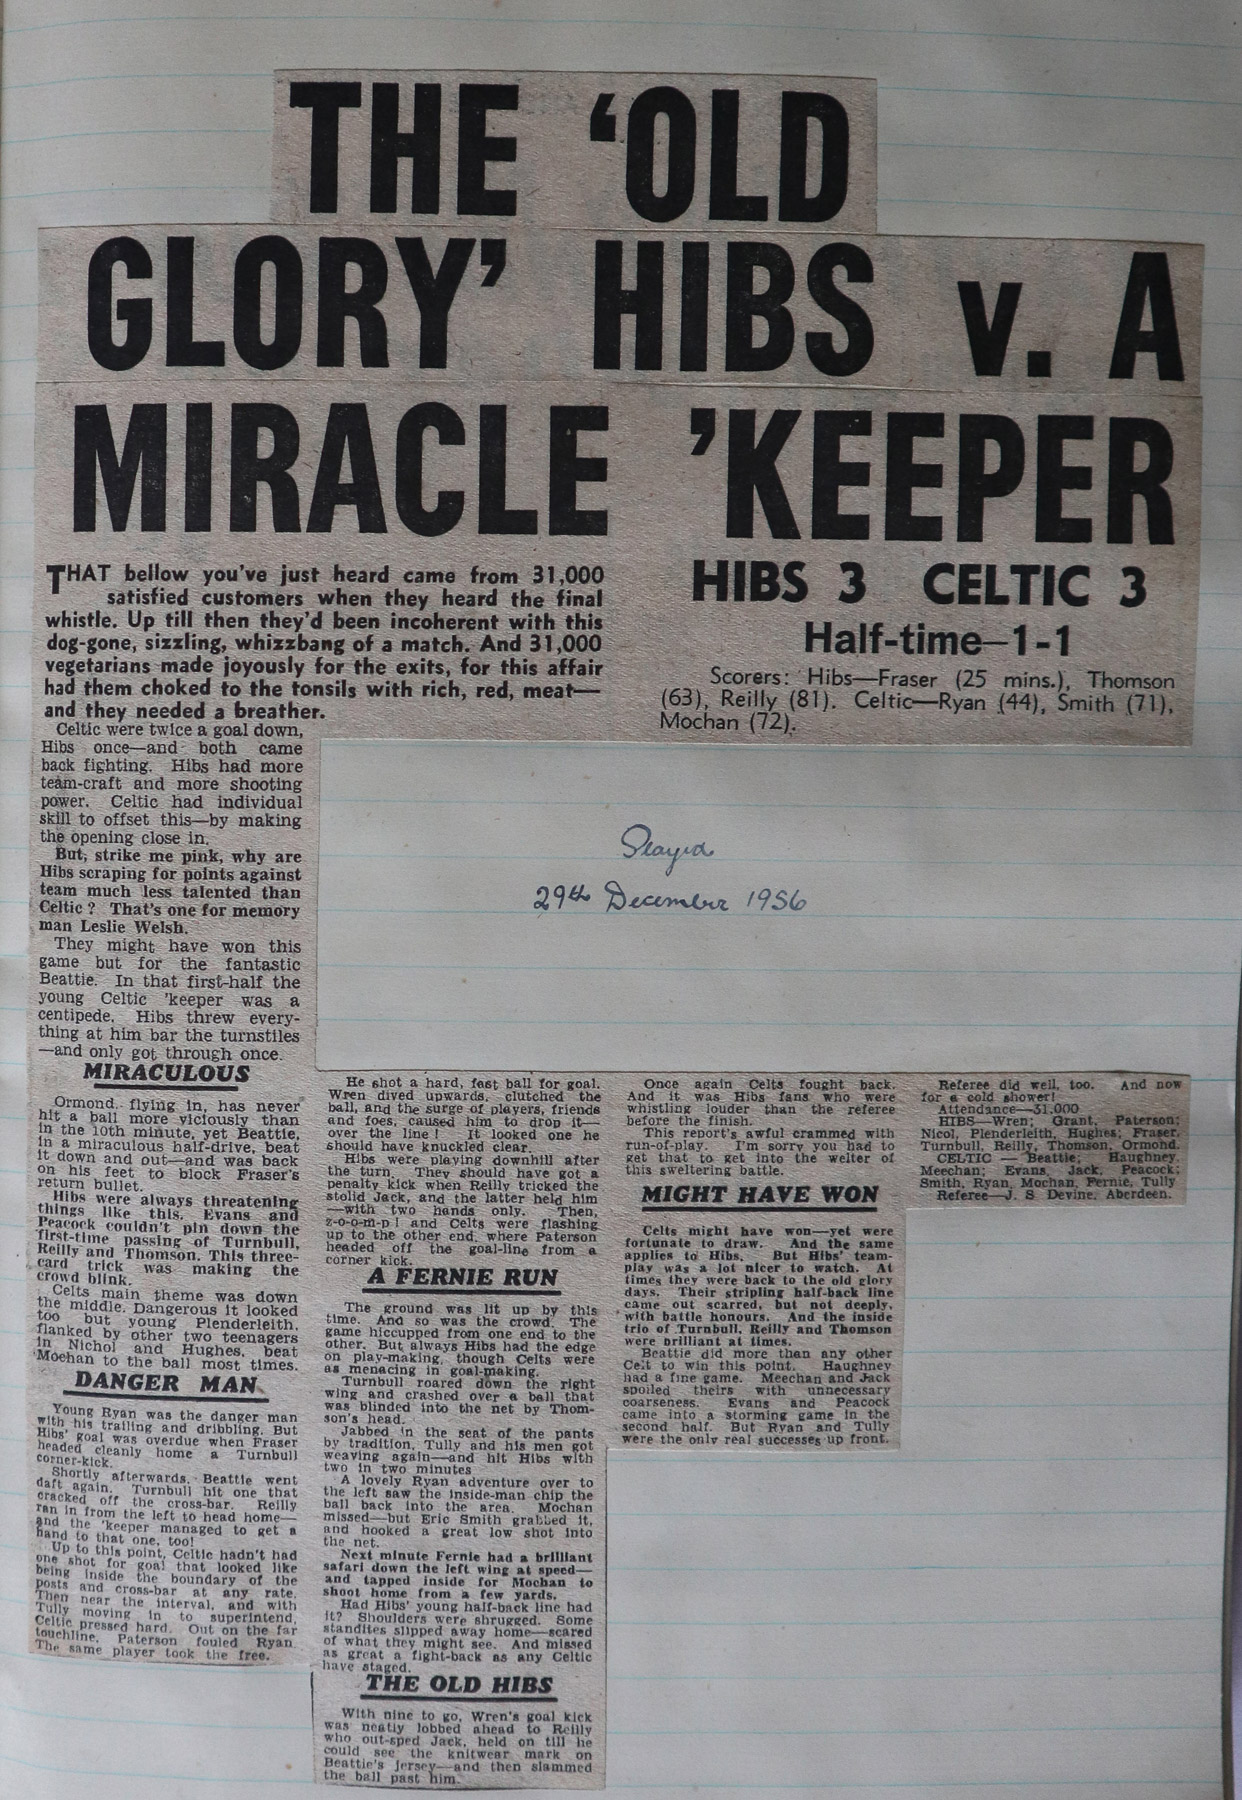 THE 'OLD
GLORY' HIBS v. A
MIRACLE 'KEEPER
THAT bellow you've just heard came from 31,000
satisfied customers when they heard the final
whistle. Up till then they'd been incoherent with this
dog-gone, sizzling, whizzbang of a match. And 31,000
vegetarians made joyously for the exits, for this affair
had them choked to the tonsils with rich, red, meat—
and they needed a breather.
HIBS 3 CELTIC 3
Half-time—1-1
Scorers: Hibs—Fraser (25 mins.), Thomson
(63), Reilly (81). Celtic—Ryan (44), Smith (71),
Mochan (72).
Celtic were twice a goal down,
Hibs once—and both came
back fighting. Hibs had more
team-craft and more shooting
power. Celtic had individual
skill to offset this—by making
the opening close in.
But, strike me pink, why are
Hibs scraping for points against
team much less talented than
Celtic? That's one for memory
man Leslie Welsh.
They might have won this
game but for the fantastic
Beattie. In that first-half the
young Celtic 'keeper was a
centipede. Hibs threw every-
thing at him bar the turnstiles
—and only got through once.
Played
29th December 1956
MIRACULOUS
Ormond, flying in, has never
hit a ball more viciously than
in the 10th minute, yet Beattie,
in a miraculous half-drive, beat
it down and out—and was back
on his feet to block Fraser's
return bullet.
Hibs were always threatening
things like this. Evans and
Peacock couldn't pin down the
first-time passing of Turnbull,
Reilly and Thomson. This three-
card trick was making the
crowd blink.
Celts main theme was down
the middle. Dangerous it looked
too but young Plenderleith,
flanked by other two teenagers
in Nichol and Hughes, beat
Mochan to the ball most times.
DANGER MAN
Young Ryan was the danger man
with his trailing and dribbling. But
Hibs' goal was overdue when Fraser
headed cleanly home a Turnbull
corner-kick.
Shortly afterwards, Beattie went
daft again. Turnbull hit one that
cracked off the cross-bar. Reilly
ran in from the left to head home—
and the 'keeper managed to get a
hand to that one, too!
Up to this point, Celtic hadn't had
one shot for goal that looked like
being inside the boundary of the
posts and cross-bar at any rate.
Then near the interval, and with
Tully moving in to superintend,
Celtic pressed hard. Out on the far
touchline, Paterson fouled Ryan.
The same player took the free.
He shot a hard, fast ball for goal.
Wren dived upwards, clutched the
ball, and the surge of players, friends
and foes, caused him to drop it—
over the line! It looked one he
should have knuckled clear.
Hibs were playing downhill after
the turn. They should have got a
penalty kick when Reilly tricked the
stolid Jack, and the latter held him
—with two hands only. Then,
z-o-o-m-p! and Celts were flashing
up to the other end, where Paterson
headed off the goal-line from a
corner kick.
A FERNIE RUN
The ground was lit up by this
time. And so was the crowd. The
game hiccupped from one end to the
other. But always Hibs had the edge
on play-making, though Celts were
as menacing in goal-making.
Turnbull roared down the right
wing and crashed over a ball that
was blinded into the net by Thom-
son's head.
Jabbed in the seat of the pants
by tradition, Tully and his men got
weaving again—and hit Hibs with
two in two minutes
A lovely Ryan adventure over to
the left saw the inside-man chip the
ball back into the area. Mochan
missed—but Eric Smith grabbed it,
and hooked a great low shot into
the net.
Next minute Fernie had a brilliant
safari down the left wing at speed—
and tapped inside for Mochan to
shoot home from a few yards.
Had Hibs' young half-back line had
it? Shoulders were shrugged. Some
standites slipped away home—scared
of what they might see. And missed
as great a fight-back as any Celtic
have staged.
THE OLD HIBS
With nine to go, Wren's goal kick
was neatly lobbed ahead to Reilly
who out-sped Jack, held on till he
could see the knitwear mark on
Beattie's jersey—and then slammed
the ball past him.
Once again Celts fought back.
And it was Hibs fans who were
whistling louder than the referee
before the finish.
This report's awful crammed with
run-of-play. I'm sorry you had to
get that to get into the welter of
this sweltering battle.
MIGHT HAVE WON
Celts might have won—yet were
fortunate to draw. And the same
applies to Hibs. But Hibs' team-
play was a lot nicer to watch. At
times they were back to the old glory
days. Their stripling half-back line
came out scarred, but not deeply,
with battle honours. And the inside
trio of Turnbull, Reilly and Thomson
were brilliant at times.
Beattie did more than any other
Celt to win this point. Haughney
had a fine game. Meechan and Jack
spoiled theirs with unnecessary
coarseness. Evans and Peacock
came into a storming game in the
second half. But Ryan and Tully
were the only real successes up front.
Referee did well, too. And now
for a cold shower!
Attendance—31,000.
HIBS—Wren; Grant, Paterson;
Nicol, Plenderleith, Hughes; Fraser,
Turnbull, Reilly, Thomson, Ormond.
CELTIC — Beattie; Haughney,
Meechan; Evans, Jack, Peacock;
Smith, Ryan, Mochan, Fernie, Tully
Referee—J. S Devine, Aberdeen.